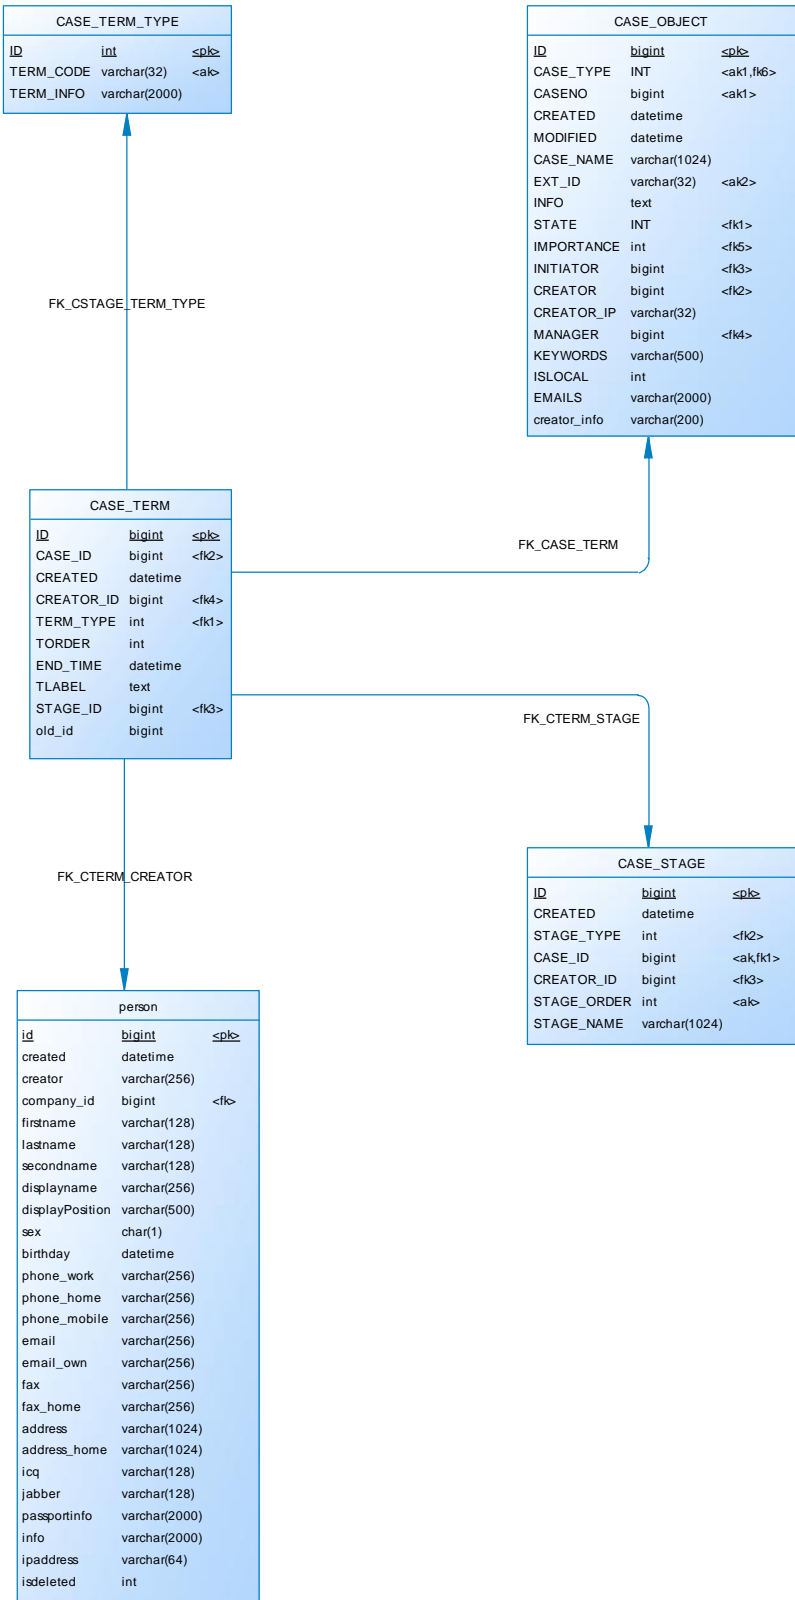 CASE_TERM_TYPE
ID int <pk>
TERM_CODE varchar(32) <ak>
TERM_INFO varchar(2000)
CASE_OBJECT
ID bigint <pk>
CASE_TYPE INT <ak1,fk6>
CASENO bigint <ak1>
CREATED datetime
MODIFIED datetime
CASE_NAME varchar(1024)
EXT_ID varchar(32) <ak2>
INFO text
STATE INT <fk1>
IMPORTANCE int <fk5>
INITIATOR bigint <fk3>
CREATOR bigint <fk2>
CREATOR_IP varchar(32)
MANAGER bigint <fk4>
KEYWORDS varchar(500)
ISLOCAL int
EMAILS varchar(2000)
creator_info varchar(200)
FK_CSTAGE_TERM_TYPE
CASE_TERM
ID bigint <pk>
CASE_ID bigint <fk2>
CREATED datetime
CREATOR_ID bigint <fk4>
TERM_TYPE int <fk1>
TORDER int
END_TIME datetime
TLABEL text
STAGE_ID bigint <fk3>
old_id bigint
FK_CASE_TERM
FK_CTERM_STAGE
FK_CTERM_CREATOR
CASE_STAGE
ID bigint <pk>
CREATED datetime
STAGE_TYPE int <fk2>
CASE_ID bigint <ak,fk1>
CREATOR_ID bigint <fk3>
STAGE_ORDER int <ak>
STAGE_NAME varchar(1024)
person
id bigint <pk>
created datetime
creator varchar(256)
company_id bigint <fk>
firstname varchar(128)
lastname varchar(128)
secondname varchar(128)
displayname varchar(256)
displayPosition varchar(500)
sex char(1)
birthday datetime
phone_work varchar(256)
phone_home varchar(256)
phone_mobile varchar(256)
email varchar(256)
email_own varchar(256)
fax varchar(256)
fax_home varchar(256)
address varchar(1024)
address_home varchar(1024)
icq varchar(128)
jabber varchar(128)
passportinfo varchar(2000)
info varchar(2000)
ipaddress varchar(64)
isdeleted int